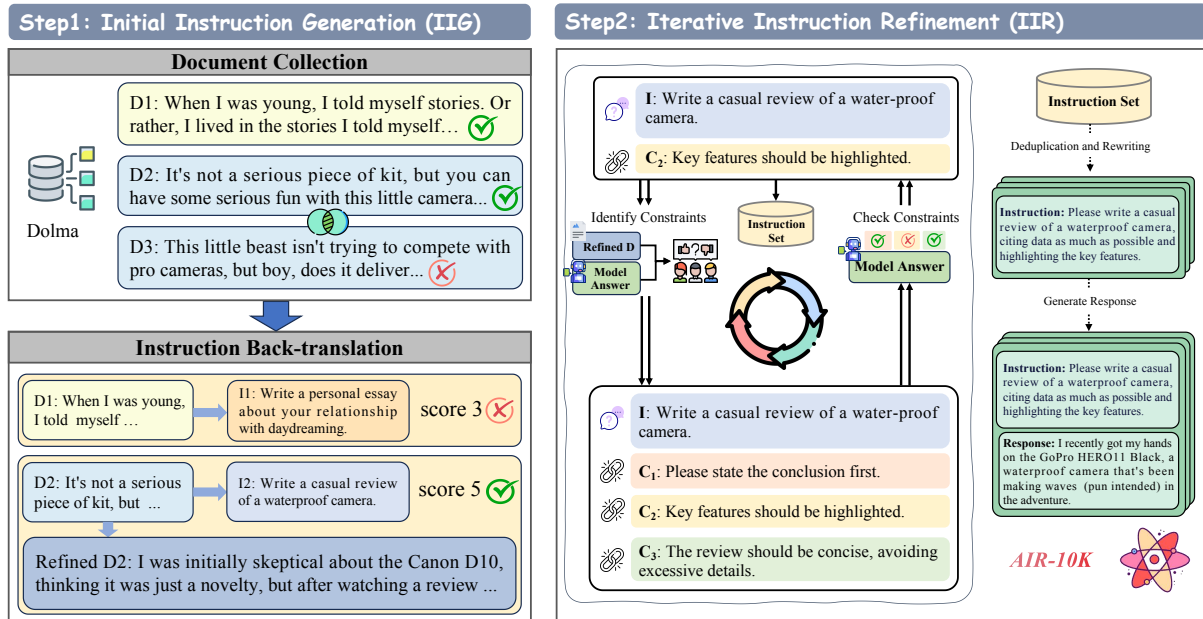 Step1: Initial Instruction Generation (IIG)
Document Collection
Dolma
D1: When I was young, I told myself stories. Or
rather, I lived in the stories I told myself…
D2: It's not a serious piece of kit, but you can
have some serious fun with this little camera...
D3: This little beast isn't trying to compete with
pro cameras, but boy, does it deliver...
Instruction Back-translation
D1: When I was young,
I told myself …
I1: Write a personal essay
about your relationship
with daydreaming.
score 3
D2: It's not a serious
piece of kit, but ...
I2: Write a casual review
of a waterproof camera.
score 5
Refined D2: I was initially skeptical about the Canon D10,
thinking it was just a novelty, but after watching a review ...
Step2: Iterative Instruction Refinement (IIR)
I: Write a casual review of a water-proof
camera.
C2: Key features should be highlighted.
Identify Constraints
Refined D
Model
Answer
Instruction
Set
Check Constraints
Model Answer
I: Write a casual review of a water-proof
camera.
C1: Please state the conclusion first.
C2: Key features should be highlighted.
C3: The review should be concise, avoiding
excessive details.
Instruction Set
Deduplication and Rewriting
Instruction: Please write a casual
review of a waterproof camera,
citing data as much as possible and
highlighting the key features.
Generate Response
Instruction: Please write a casual
review of a waterproof camera,
citing data as much as possible and
highlighting the key features.
Response: I recently got my hands
on the GoPro HERO11 Black, a
waterproof camera that's been
making waves (pun intended) in
the adventure.
AIR-10K